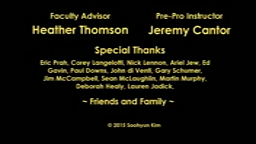 Faculty Advisor Pre-Pro Instructor
Heather Thomson Jeremy Cantor
Special Thanks
Eric Prah, Corey Langelotti, Nick Lennon, Ariel Jew, Ed
Gavin, Paul Downs, John di Venti, Gary Schumer,
Jim McCampbell, Sean McLaughlin, Martin Murphy,
Deborah Healy, Lauren Jadick.
~ Friends and Family ~
© 2015 Soohyun Kim